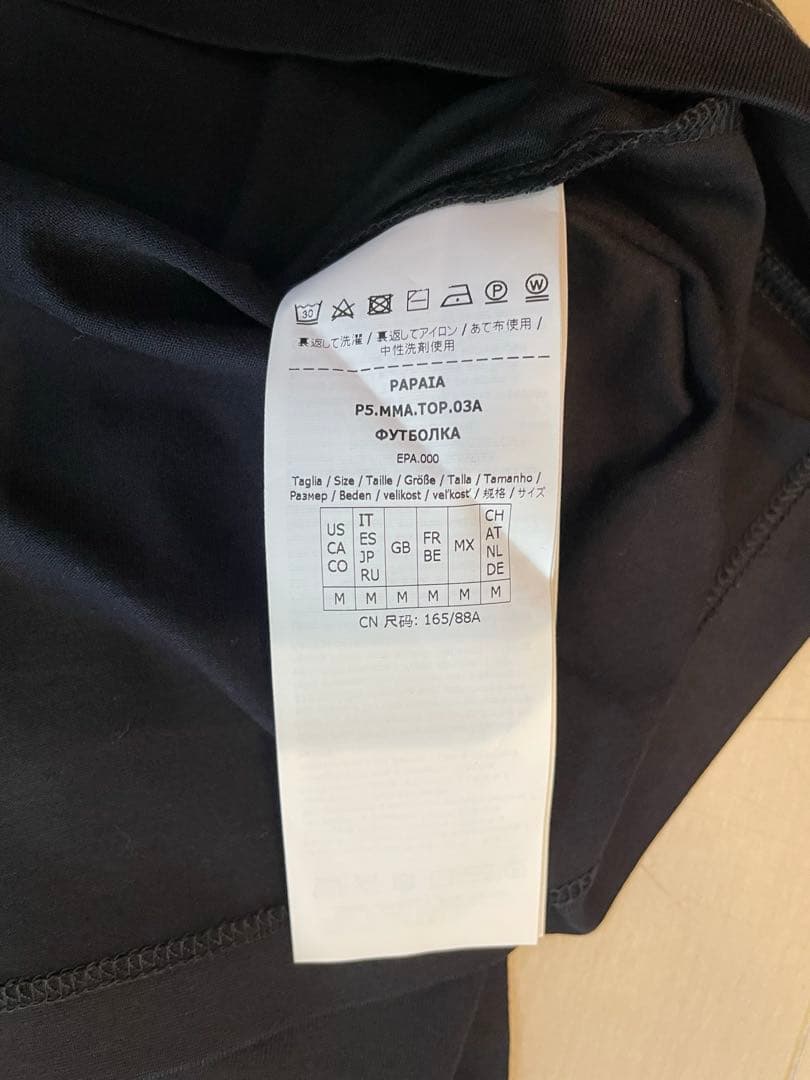 30 P W
裏返して洗濯 / 裏返してアイロン / あて布使用 /
中性洗剤使用
PAPAIA
P5.MMA.TOP.03A
ФУТБОЛКА
EPA.000
Taglia / Size / Taille / Größe / Talla / Tamanho /
Размер / Beden / velikost / veľkosť / 规格 / サイズ
US CA CO IT ES JP RU GB FR BE MX CH AT NL DE
M M M M M M
CN 尺码: 165/88A